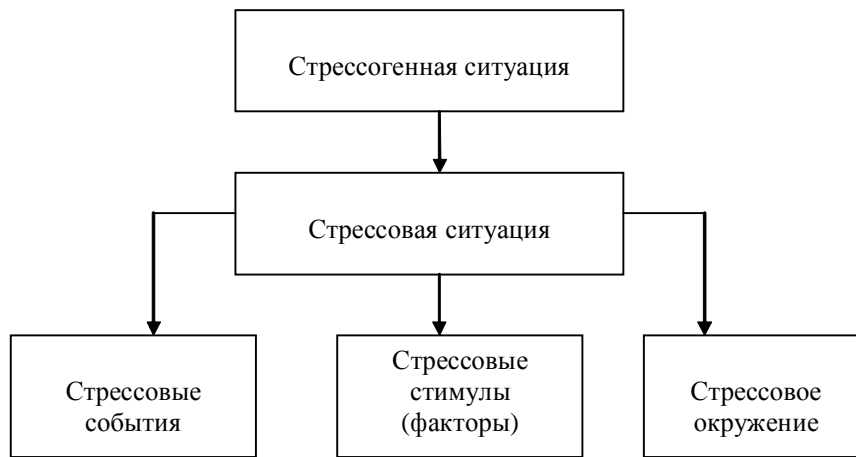 Стрессогенная ситуация
Стрессовая ситуация
Стрессовые
события
Стрессовые
стимулы
(факторы)
Стрессовое
окружение